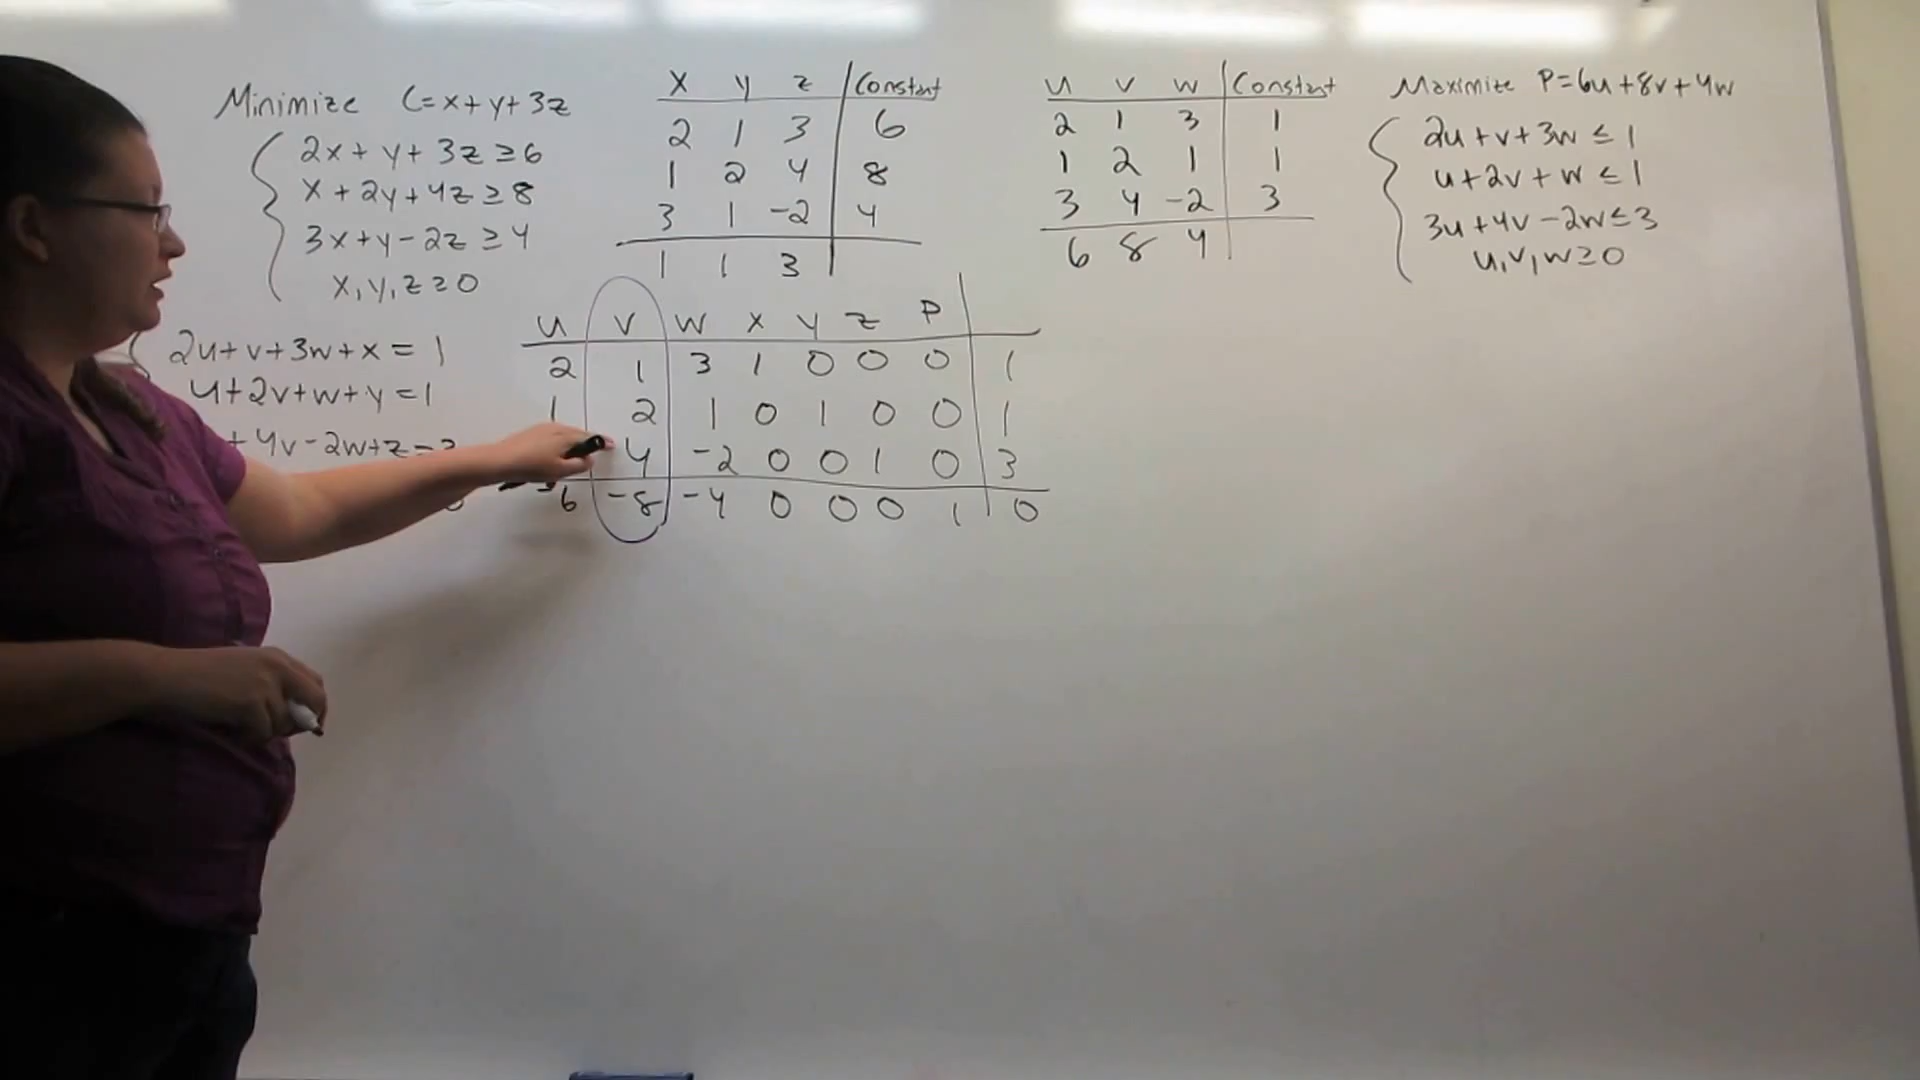 Minimize C=x+y+3z
2x+y+3z≥6
x+2y+4z≥8
3x+y-2z≥4
x,y,z≥0
x y z Constant
2 1 3 6
1 2 4 8
3 1 -2 4
1 1 3
u v w Constant
2 1 3 1
1 2 1 1
3 4 -2 3
6 8 4
Maximize P=6u+8v+4w
2u+v+3w≤1
u+2v+w≤1
3u+4v-2w≤3
u,v,w≥0
2u+v+3w+x=1
u+2v+w+y=1
+4v-2w+z=3
u v w x y z P
2 1 3 1 0 0 0 1
1 2 1 0 1 0 0 1
4 -2 0 0 1 0 3
-6 -8 -4 0 0 0 1 0